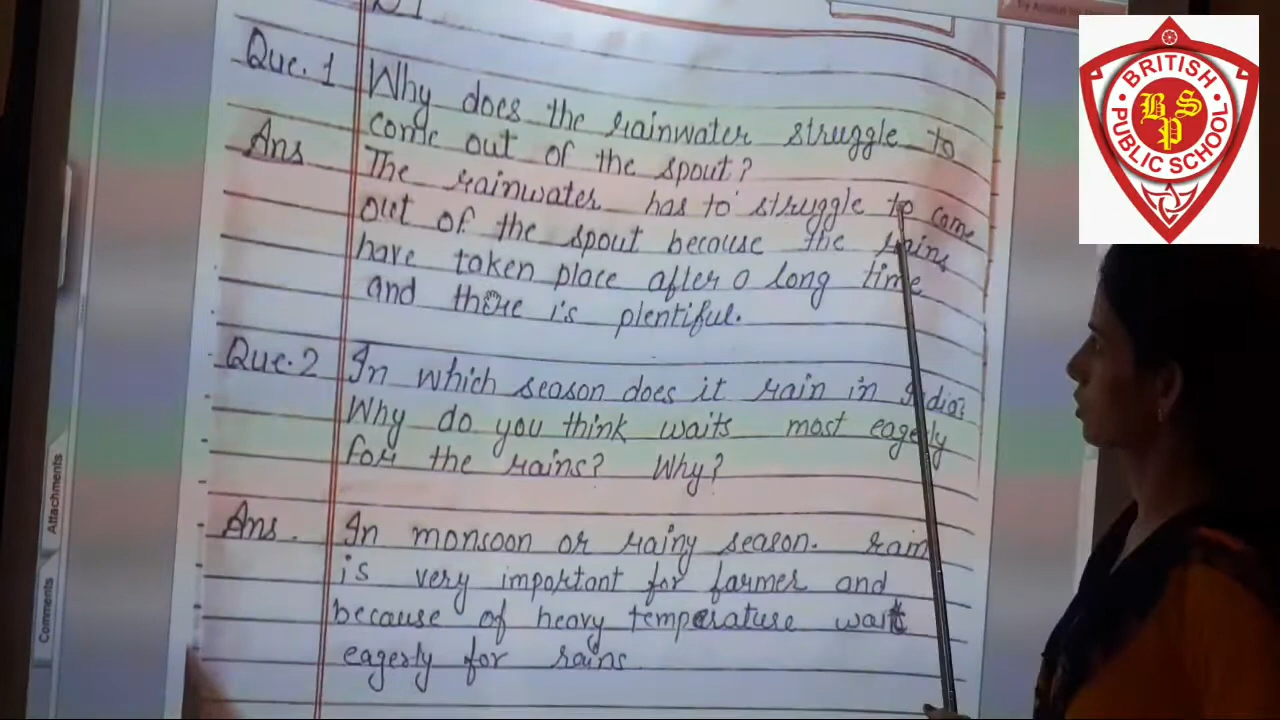 Que. 1 Why does the rainwater struggle to
come out of the spout?
Ans The rainwater has to struggle to come
out of the spout because the rains
have taken place after a long time
and there is plentiful.
Que. 2 In which season does it rain in India?
Why do you think waits most eagerly
for the rains? Why?
Ans. In monsoon or rainy season. rain
is very important for farmer and
because of heavy temperature wait
eagerly for rains
BRITISH
BPS
PUBLIC SCHOOL
Attachments
Comments